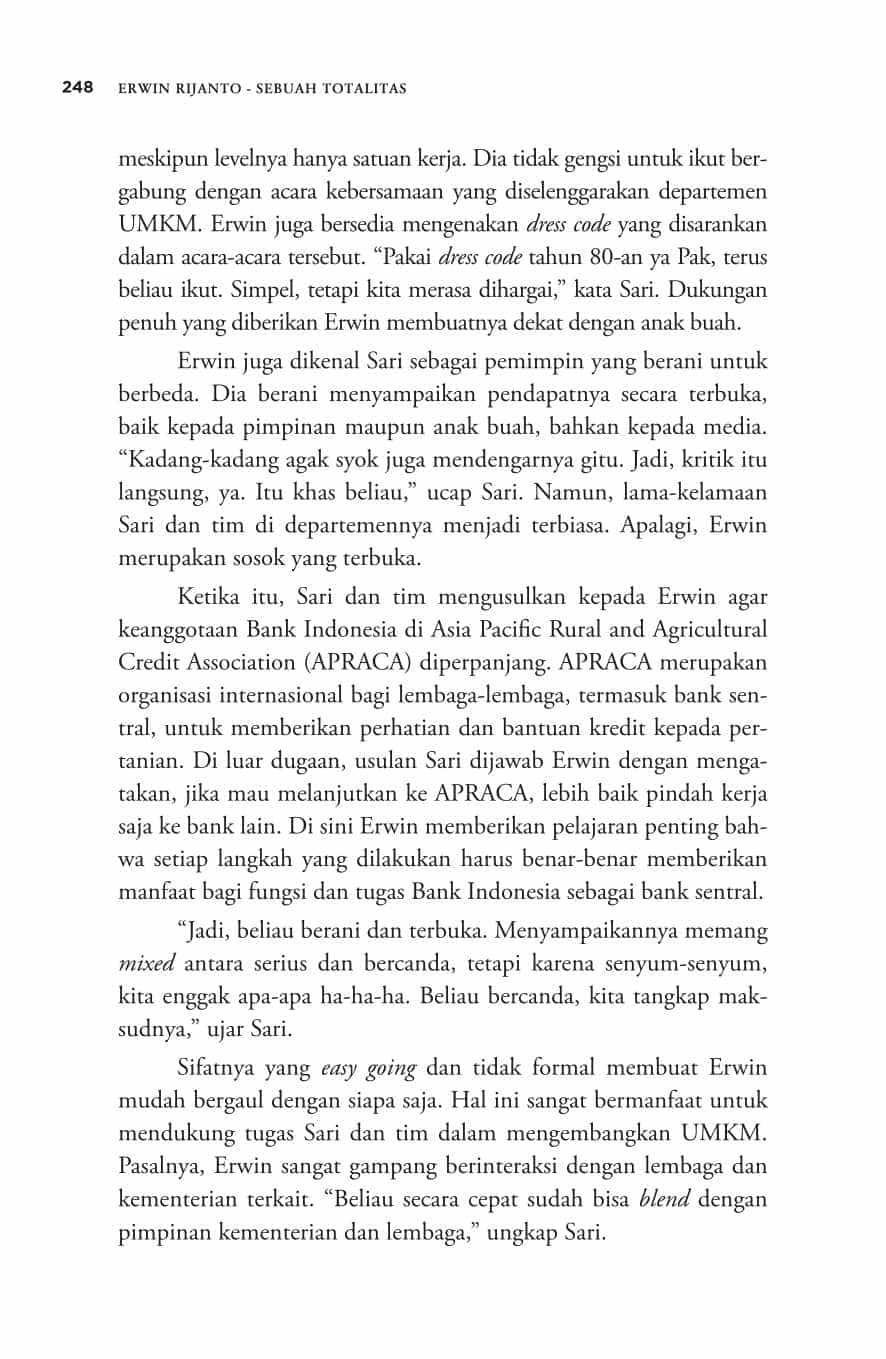 248 ERWIN RIJANTO - SEBUAH TOTALITAS
meskipun levelnya hanya satuan kerja. Dia tidak gengsi untuk ikut ber-
gabung dengan acara kebersamaan yang diselenggarakan departemen
UMKM. Erwin juga bersedia mengenakan dress code yang disarankan
dalam acara-acara tersebut. “Pakai dress code tahun 80-an ya Pak, terus
beliau ikut. Simpel, tetapi kita merasa dihargai,” kata Sari. Dukungan
penuh yang diberikan Erwin membuatnya dekat dengan anak buah.
Erwin juga dikenal Sari sebagai pemimpin yang berani untuk
berbeda. Dia berani menyampaikan pendapatnya secara terbuka,
baik kepada pimpinan maupun anak buah, bahkan kepada media.
“Kadang-kadang agak syok juga mendengarnya gitu. Jadi, kritik itu
langsung, ya. Itu khas beliau,” ucap Sari. Namun, lama-kelamaan
Sari dan tim di departemennya menjadi terbiasa. Apalagi, Erwin
merupakan sosok yang terbuka.
Ketika itu, Sari dan tim mengusulkan kepada Erwin agar
keanggotaan Bank Indonesia di Asia Pacific Rural and Agricultural
Credit Association (APRACA) diperpanjang. APRACA merupakan
organisasi internasional bagi lembaga-lembaga, termasuk bank sen-
tral, untuk memberikan perhatian dan bantuan kredit kepada per-
tanian. Di luar dugaan, usulan Sari dijawab Erwin dengan menga-
takan, jika mau melanjutkan ke APRACA, lebih baik pindah kerja
saja ke bank lain. Di sini Erwin memberikan pelajaran penting bah-
wa setiap langkah yang dilakukan harus benar-benar memberikan
manfaat bagi fungsi dan tugas Bank Indonesia sebagai bank sentral.
“Jadi, beliau berani dan terbuka. Menyampaikannya memang
mixed antara serius dan bercanda, tetapi karena senyum-senyum,
kita enggak apa-apa ha-ha-ha. Beliau bercanda, kita tangkap mak-
sudnya,” ujar Sari.
Sifatnya yang easy going dan tidak formal membuat Erwin
mudah bergaul dengan siapa saja. Hal ini sangat bermanfaat untuk
mendukung tugas Sari dan tim dalam mengembangkan UMKM.
Pasalnya, Erwin sangat gampang berinteraksi dengan lembaga dan
kementerian terkait. “Beliau secara cepat sudah bisa blend dengan
pimpinan kementerian dan lembaga,” ungkap Sari.